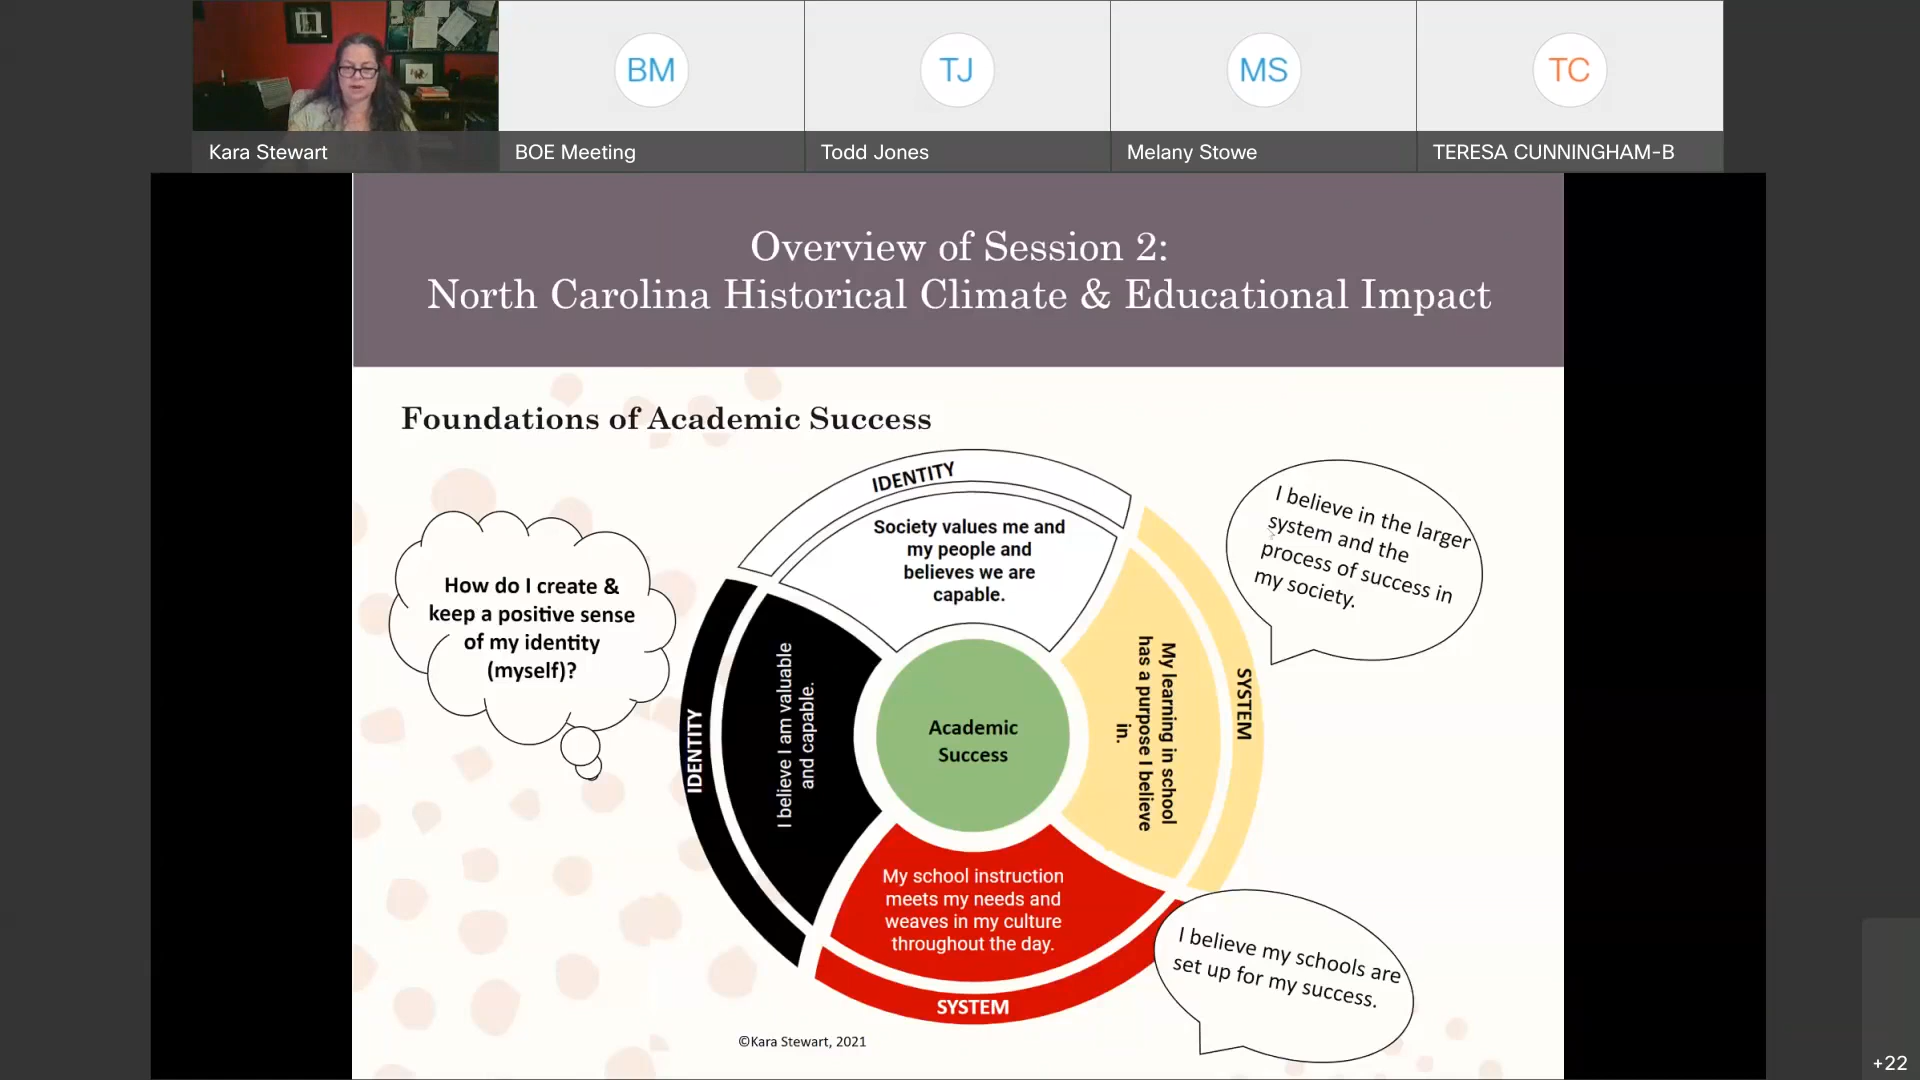 BM
TJ
MS
TC
Kara Stewart
BOE Meeting
Todd Jones
Melany Stowe
TERESA CUNNINGHAM-B
Overview of Session 2:
North Carolina Historical Climate & Educational Impact
Foundations of Academic Success
How do I create &
keep a positive sense
of my identity
(myself)?
IDENTITY
Society values me and
my people and
believes we are
capable.
I believe in the larger
system and the
process of success in
my society.
IDENTITY
I believe I am valuable
and capable.
Academic
Success
My learning in school
has a purpose I believe
in.
SYSTEM
My school instruction
meets my needs and
weaves in my culture
throughout the day.
SYSTEM
I believe my schools are
set up for my success.
©Kara Stewart, 2021
+22